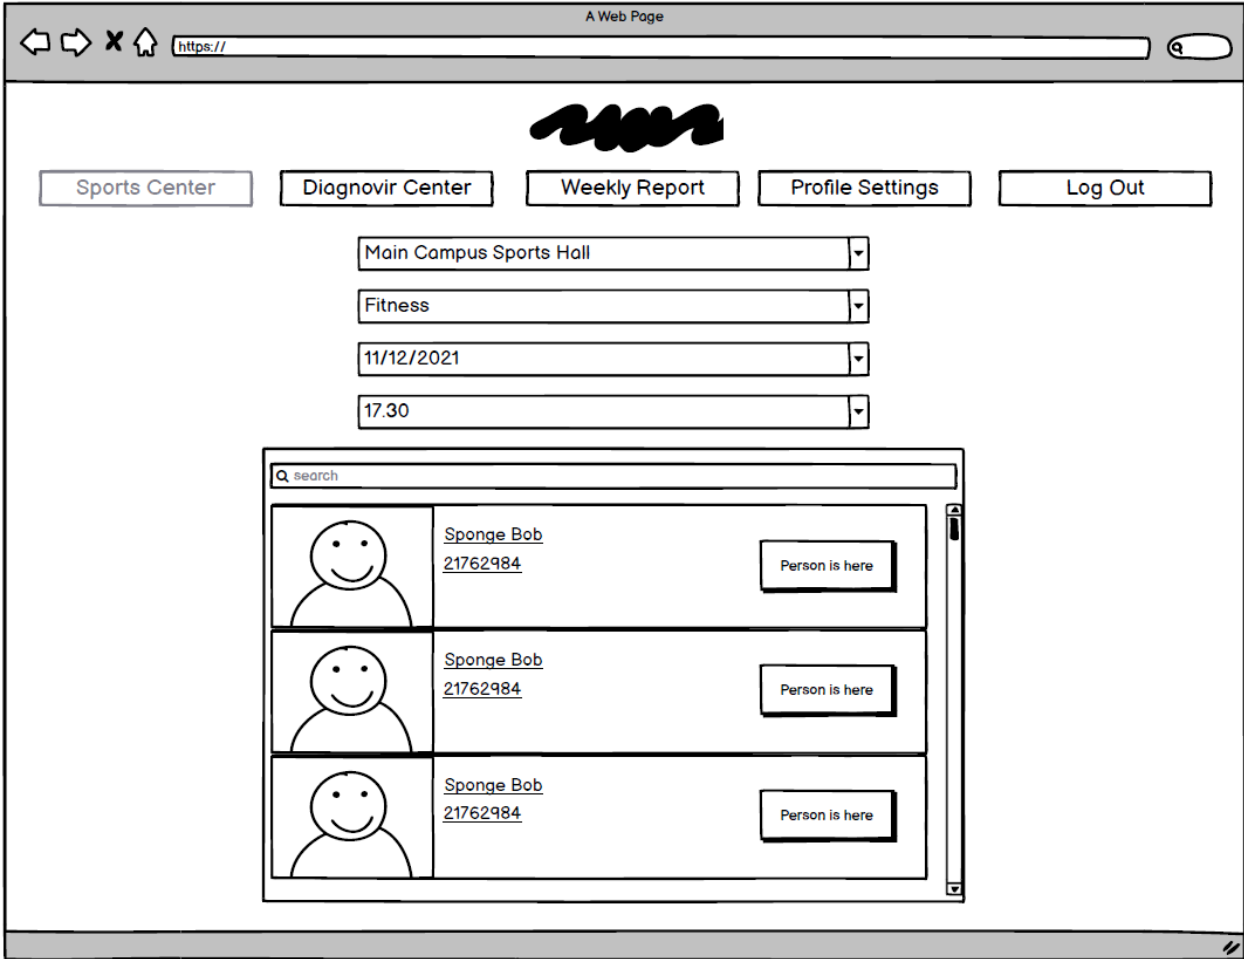 A Web Page
https://
Sports Center
Diagnovir Center
Weekly Report
Profile Settings
Log Out
Main Campus Sports Hall
Fitness
11/12/2021
17.30
search
Sponge Bob
21762984
Person is here
Sponge Bob
21762984
Person is here
Sponge Bob
21762984
Person is here